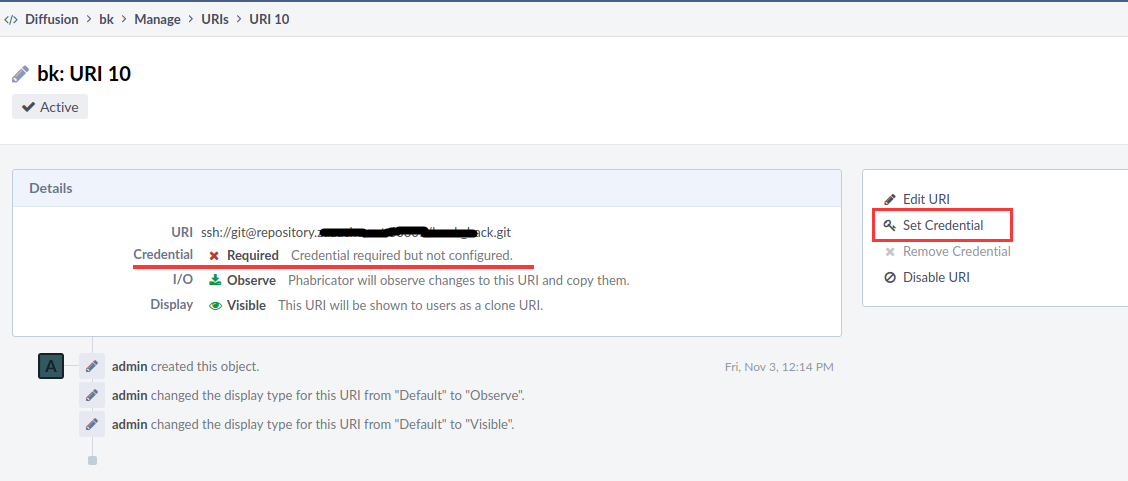 Diffusion > bk > Manage > URIs > URI 10
bk: URI 10
Active
Details
URI ssh://git@repository. ack.git
Credential Required Credential required but not configured.
I/O Observe Phabricator will observe changes to this URI and copy them.
Display Visible This URI will be shown to users as a clone URI.
Edit URI
Set Credential
Remove Credential
Disable URI
A admin created this object. Fri, Nov 3, 12:14 PM
admin changed the display type for this URI from "Default" to "Observe".
admin changed the display type for this URI from "Default" to "Visible".